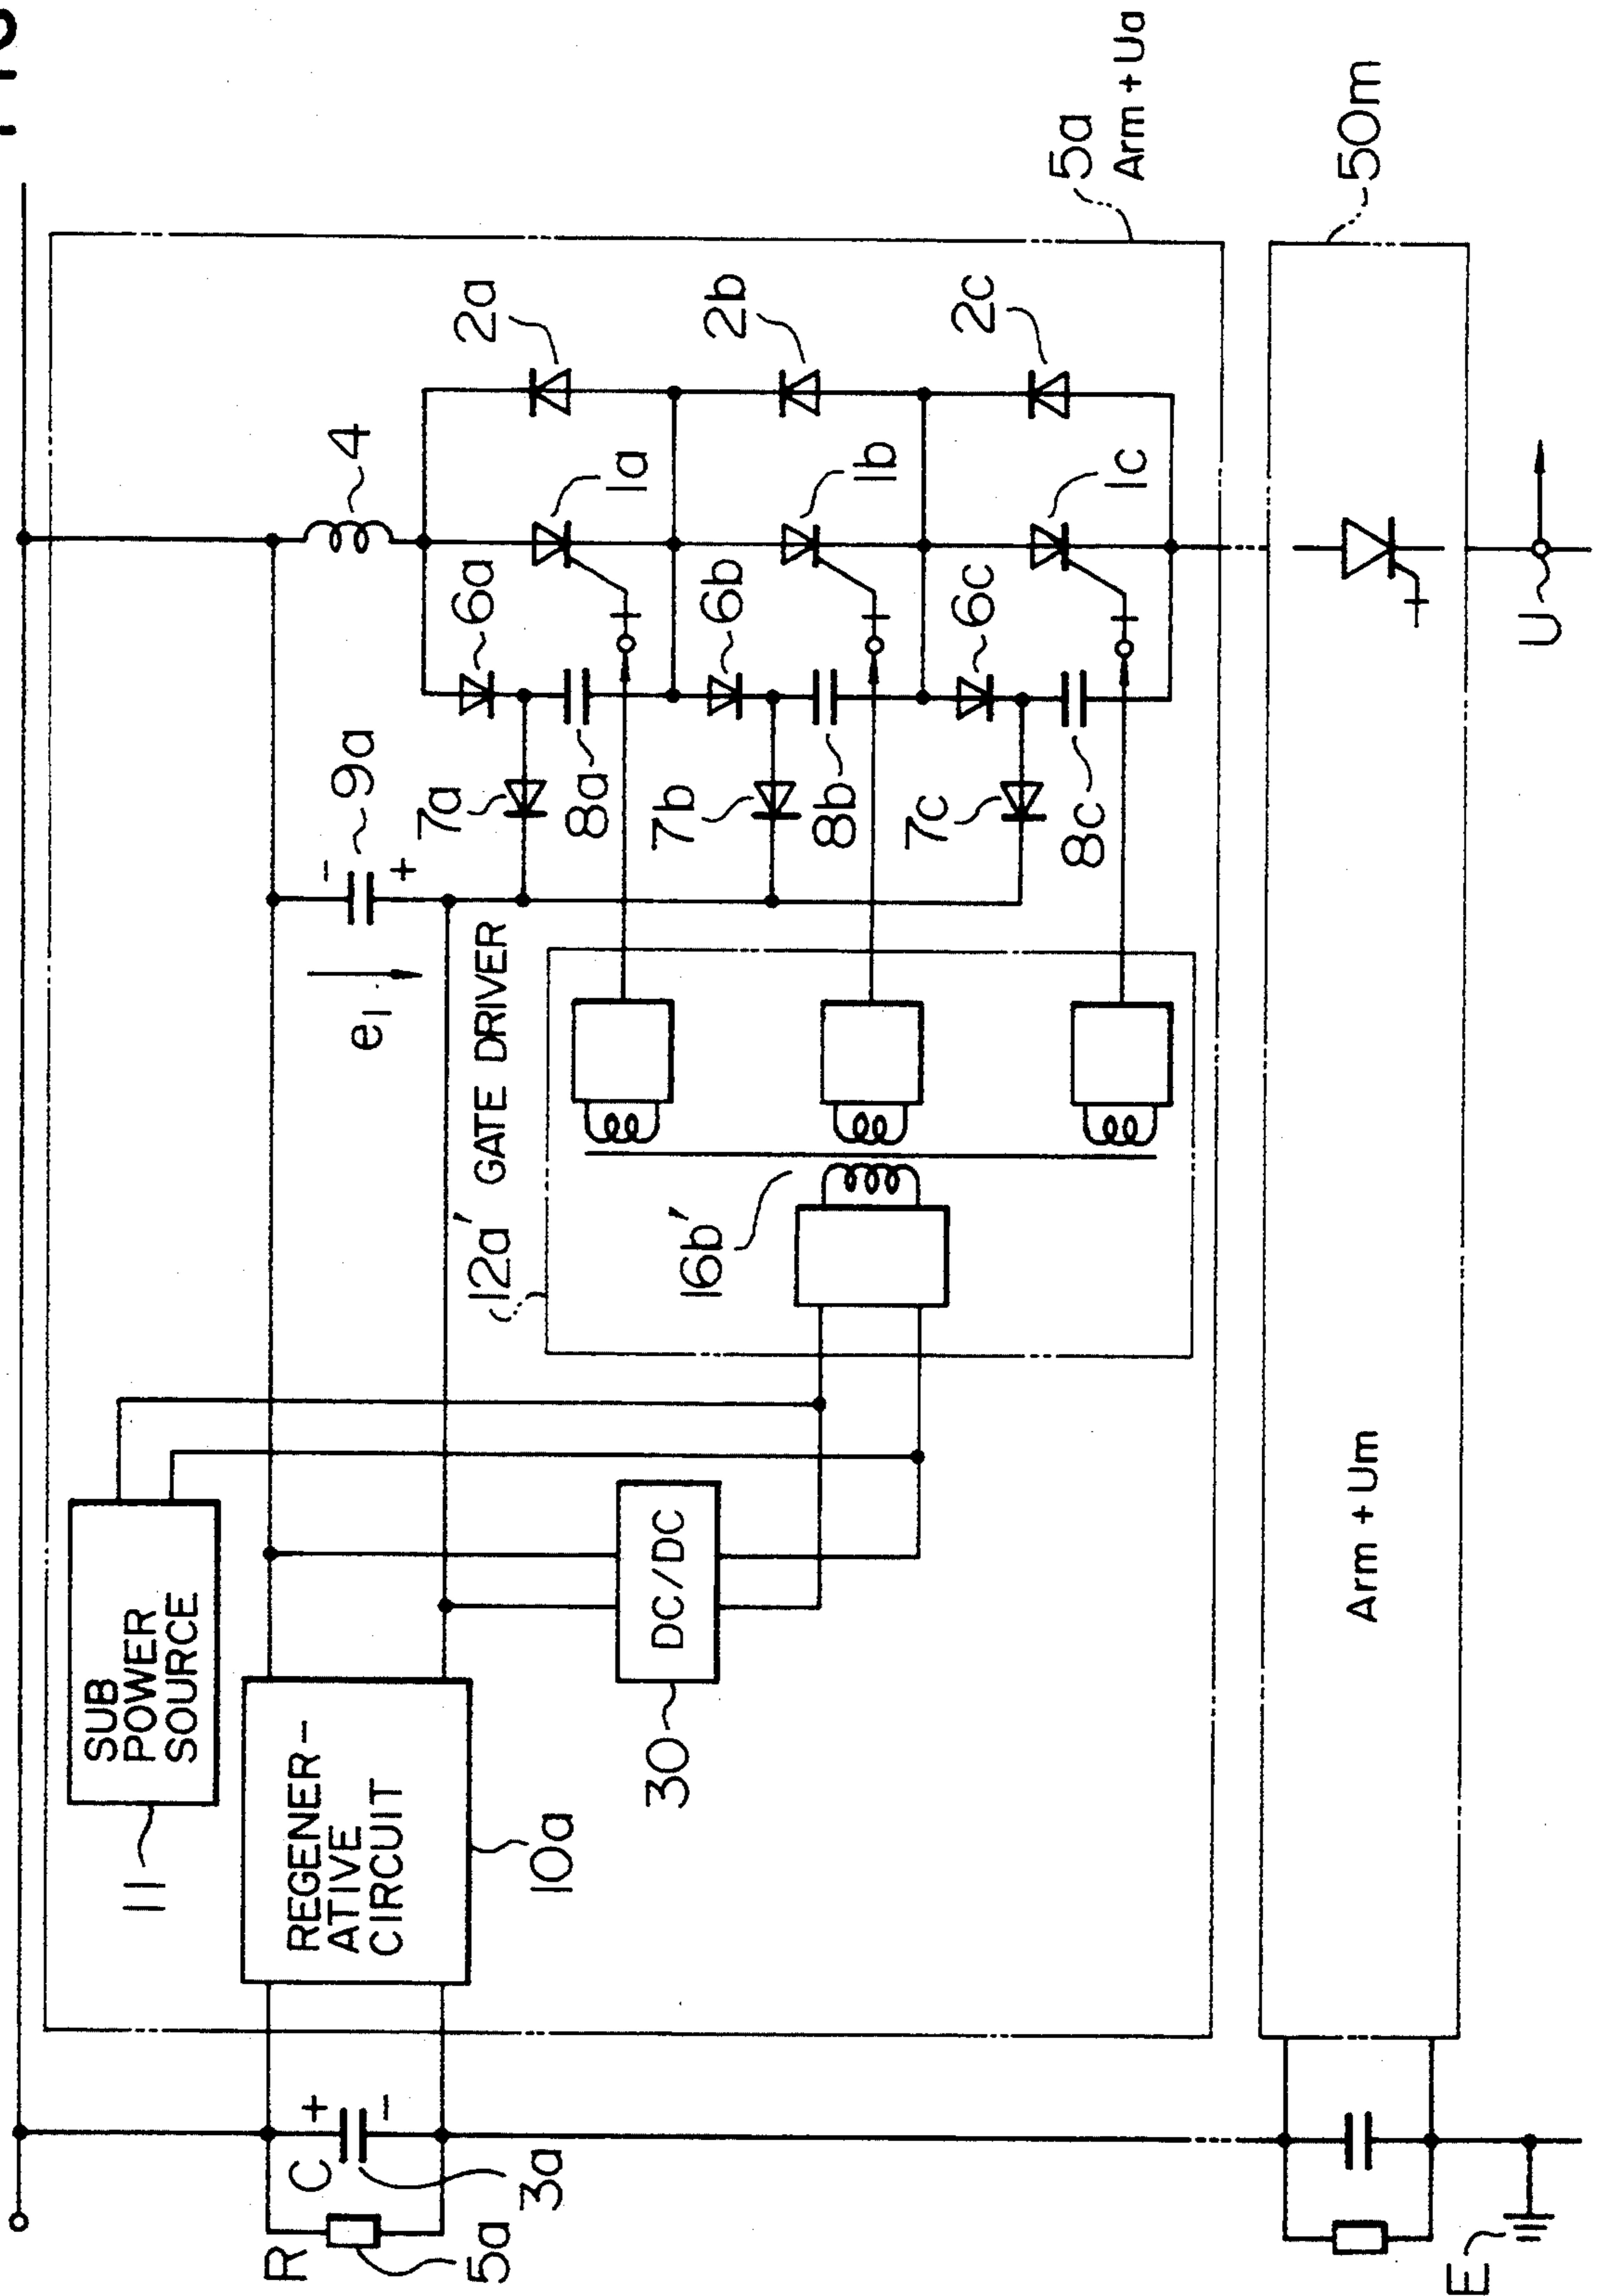 5a
Arm + Ua
50m
2a
2b
2c
4
1a
1b
1c
6a
6b
6c
U
9a
-
+
7a
8a
7b
8b
7c
8c
e1
12a' GATE DRIVER
16b'
SUB
POWER
SOURCE
11
DC/DC
30
REGENER-
ATIVE
CIRCUIT
10a
Arm + Um
C
+
-
3a
R
5a
E